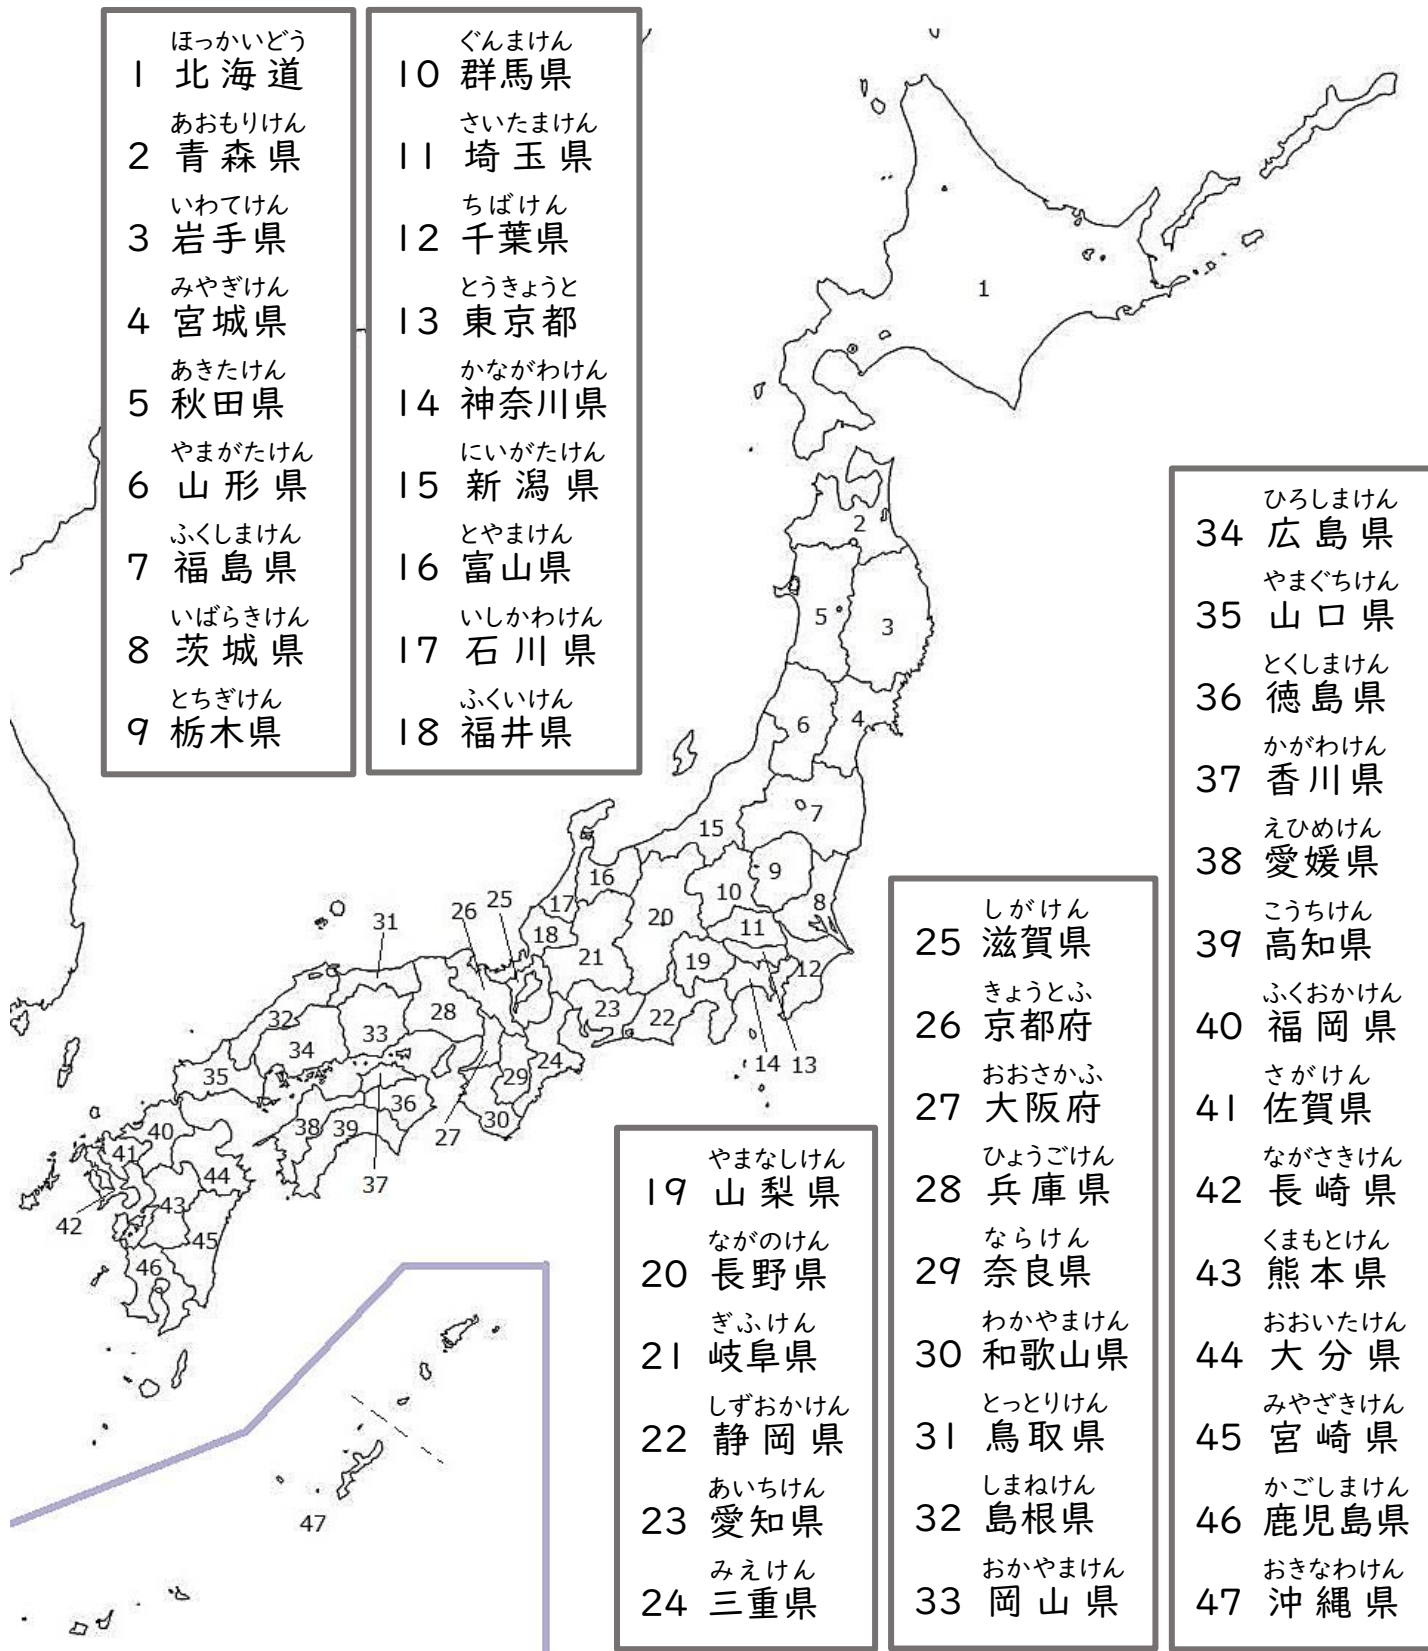 ほっかいどう
1 北海道
あおもりけん
2 青森県
いわてけん
3 岩手県
みやぎけん
4 宮城県
あきたけん
5 秋田県
やまがたけん
6 山形県
ふくしまけん
7 福島県
いばらきけん
8 茨城県
とちぎけん
9 栃木県
ぐんまけん
10 群馬県
さいたまけん
11 埼玉県
ちばけん
12 千葉県
とうきょうと
13 東京都
かながわけん
14 神奈川県
にいがたけん
15 新潟県
とやまけん
16 富山県
いしかわけん
17 石川県
ふくいけん
18 福井県
やまなしけん
19 山梨県
ながのけん
20 長野県
ぎふけん
21 岐阜県
しずおかけん
22 静岡県
あいちけん
23 愛知県
みえけん
24 三重県
しがけん
25 滋賀県
きょうとふ
26 京都府
おおさかふ
27 大阪府
ひょうごけん
28 兵庫県
ならけん
29 奈良県
わかやまけん
30 和歌山県
とっとりけん
31 鳥取県
しまねけん
32 島根県
おかやまけん
33 岡山県
ひろしまけん
34 広島県
やまぐちけん
35 山口県
とくしまけん
36 徳島県
かがわけん
37 香川県
えひめけん
38 愛媛県
こうちけん
39 高知県
ふくおかけん
40 福岡県
さがけん
41 佐賀県
ながさきけん
42 長崎県
くまもとけん
43 熊本県
おおいたけん
44 大分県
みやざきけん
45 宮崎県
かごしまけん
46 鹿児島県
おきなわけん
47 沖縄県
1
2
5
3
6
4
7
15
9
16
10
8
25
17
26
31
20
11
18
21
19
12
28
23
22
32
33
34
24
14
13
35
29
36
30
38
39
40
27
41
44
37
43
42
45
46
47